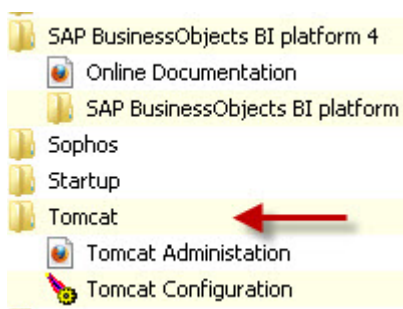 SAP BusinessObjects BI platform 4
Online Documentation
SAP BusinessObjects BI platform
Sophos
Startup
Tomcat
Tomcat Administation
Tomcat Configuration